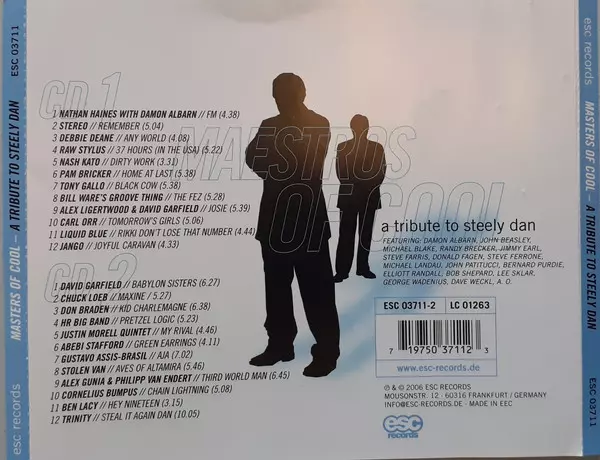 esc records
MASTERS OF COOL – A TRIBUTE TO STEELY DAN
ESC 03711
CD 1
1 NATHAN HAINES WITH DAMON ALBARN // FM (4.38)
2 STEREO // REMEMBER (5.04)
3 DEBBIE DEANE // ANY WORLD (4.08)
4 RAW STYLUS // 37 HOURS (IN THE USA) (5.22)
5 NASH KATO // DIRTY WORK (3.31)
6 PAM BRICKER // HOME AT LAST (5.38)
7 TONY GALLO // BLACK COW (5.38)
8 BILL WARE'S GROOVE THING // THE FEZ (5.26)
9 ALEX LIGERTWOOD & DAVID GARFIELD // JOSIE (5.39)
10 CARL ORR // TOMORROW'S GIRLS (5.06)
11 LIQUID BLUE // RIKKI DON'T LOSE THAT NUMBER (4.44)
12 JANGO // JOYFUL CARAVAN (4.33)
CD 2
1 DAVID GARFIELD // BABYLON SISTERS (6.27)
2 CHUCK LOEB // MAXINE / 5.27)
3 DON BRADEN // KID CHARLEMAGNE (6.38)
4 HR BIG BAND // PRETZEL LOGIC (5.23)
5 JUSTIN MORELL QUINTET // MY RIVAL (4.46)
6 ABEBI STAFFORD // GREEN EARRINGS (4.11)
7 GUSTAVO ASSIS-BRASIL // AJA (7.02)
8 STOLEN VAN // AVES OF ALTAMIRA (5.16)
9 ALEX GUNIA & PHILIPP VAN ENDERT // THIRD WORLD MAN (6.45)
10 CORNELIUS BUMPUS // CHAIN LIGHTNING (5.08)
11 BEN LACY // HEY NINETEEN (3.15)
12 TRINITY // STEAL IT AGAIN DAN (10.05)
MAESTROS
OF COOL
a tribute to steely dan
FEATURING: DAMON ALBARN, JOHN BEASLEY,
MICHAEL BLAKE, RANDY BRECKER, JIMMY EARL,
STEVE FARRIS, DONALD FAGEN, STEVE FERRONE,
MICHAEL LANDAU, JOHN PATITUCCI, BERNARD PURDIE,
ELLIOTT RANDALL, BOB SHEPARD, LEE SKLAR,
GEORGE WADENIUS, DAVE WECKL, A. O.
ESC 03711-2 LC 01263
7 19750 37112 3
www.esc-records.de
℗ & © 2006 ESC RECORDS
MOUSONSTR. 12 - 60316 FRANKFURT / GERMANY
INFO@ESC-RECORDS.DE - MADE IN EEC
esc
records
ESC 03711
MASTERS OF COOL – A TRIBUTE TO STEELY DAN
esc records